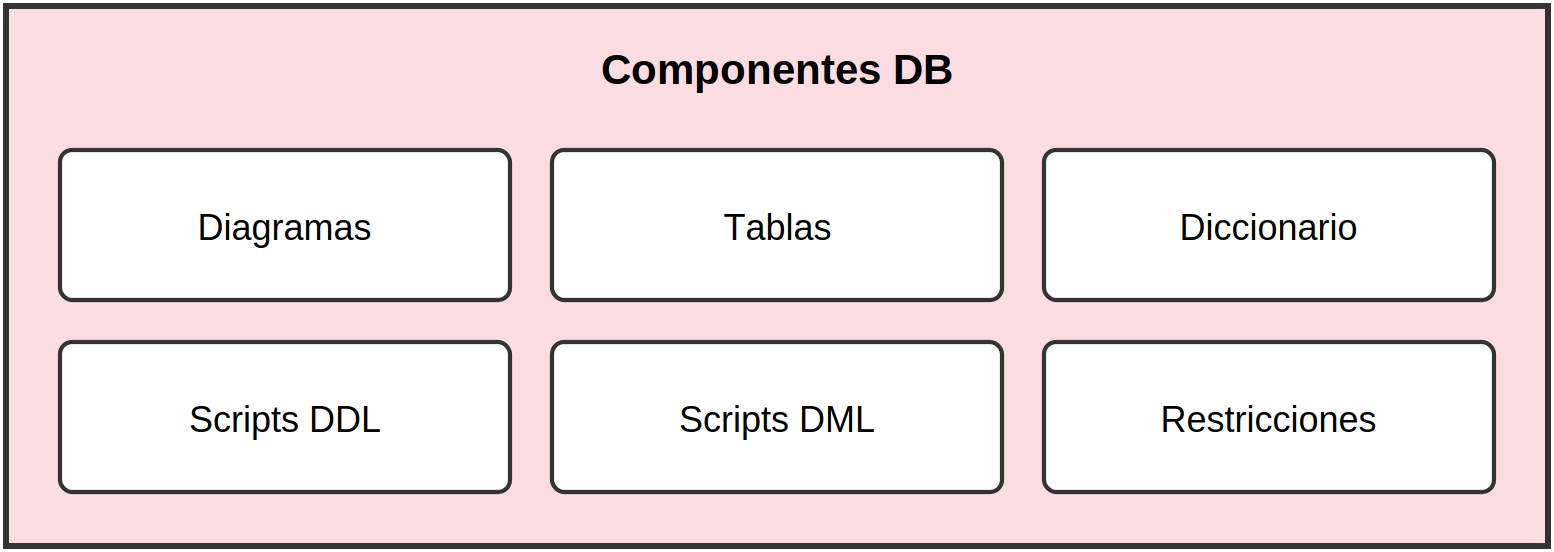 Componentes DB
Diagramas
Tablas
Diccionario
Scripts DDL
Scripts DML
Restricciones